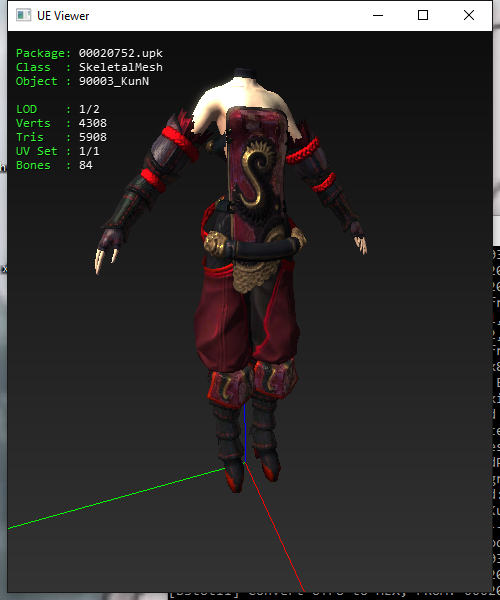 UE Viewer
Package: 00020752.upk
Class : SkeletalMesh
Object : 90003_KunN
LOD : 1/2
Verts : 4308
Tris : 5908
UV Set : 1/1
Bones : 84